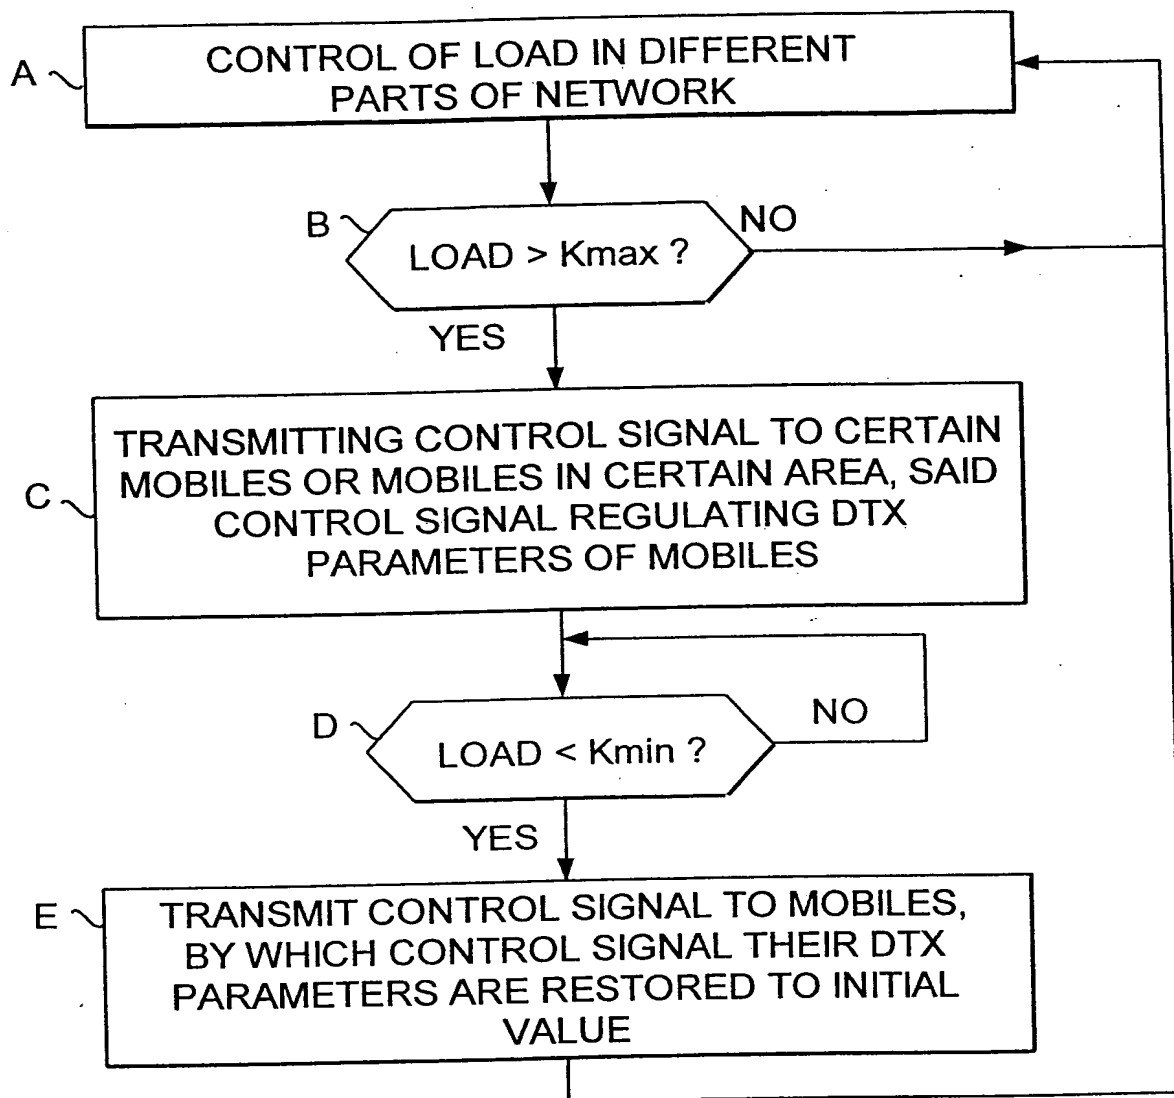 A
CONTROL OF LOAD IN DIFFERENT
PARTS OF NETWORK
B
NO
LOAD > Kmax ?
YES
C
TRANSMITTING CONTROL SIGNAL TO CERTAIN
MOBILES OR MOBILES IN CERTAIN AREA, SAID
CONTROL SIGNAL REGULATING DTX
PARAMETERS OF MOBILES
D
NO
LOAD < Kmin ?
YES
E
TRANSMIT CONTROL SIGNAL TO MOBILES,
BY WHICH CONTROL SIGNAL THEIR DTX
PARAMETERS ARE RESTORED TO INITIAL
VALUE